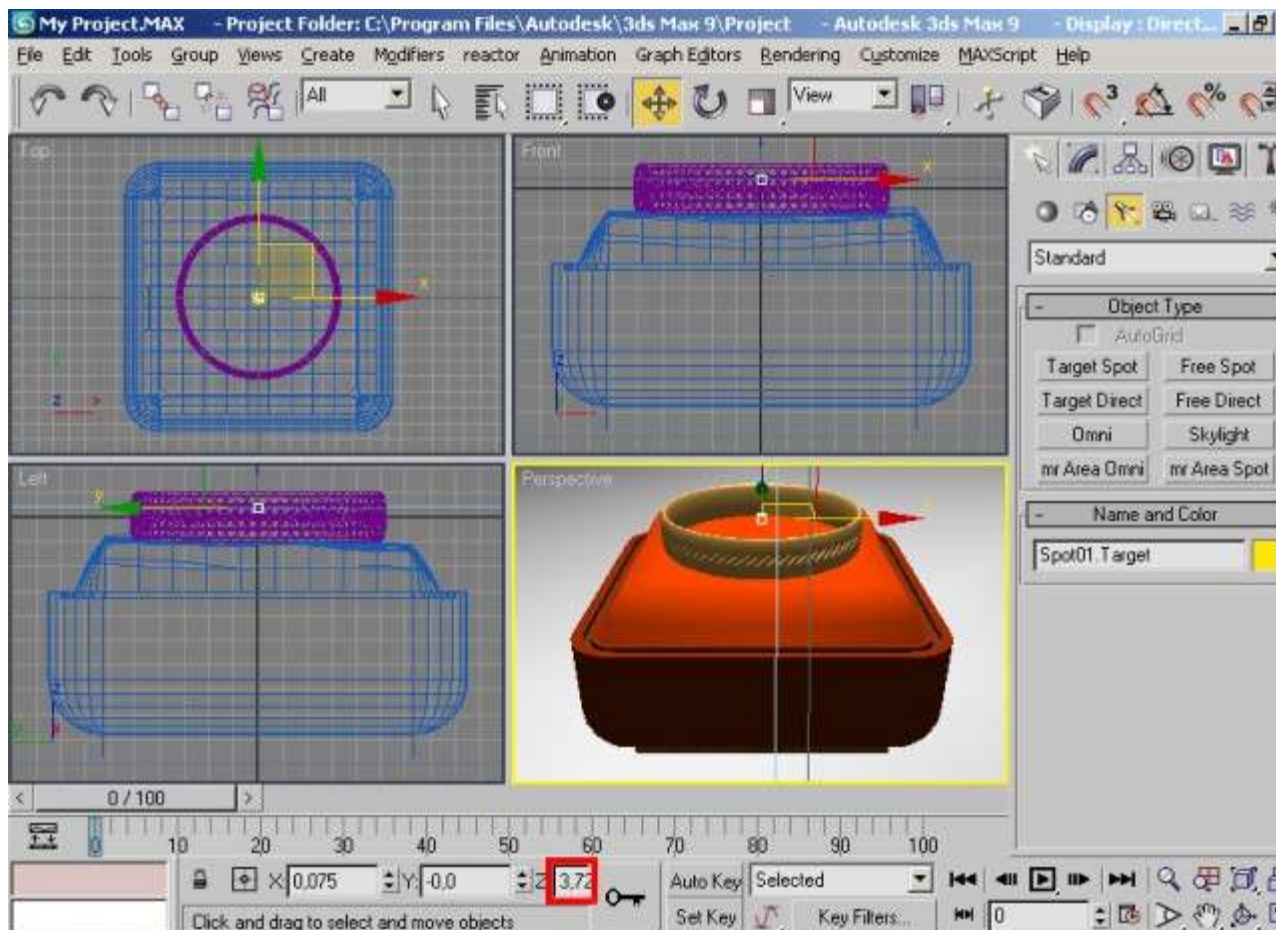 My Project.MAX - Project Folder: C:\Program Files\Autodesk\3ds Max 9\Project - Autodesk 3ds Max 9 - Display : Direct...
File Edit Tools Group Views Create Modifiers reactor Animation Graph Editors Rendering Customize MAXScript Help
All View 3 %
Top Front
x x
z x z
Standard
- Object Type
AutoGrid
Target Spot Free Spot
Target Direct Free Direct
Omni Skylight
mr Area Omni mr Area Spot
Left Perspective
y
- Name and Color
Spot01.Target
< 0 / 100 >
0 10 20 30 40 50 60 70 80 90 100
X: 0,075 Y: -0,0 Z 3,72 Auto Key Selected
Click and drag to select and move objects Set Key Key Filters... 0